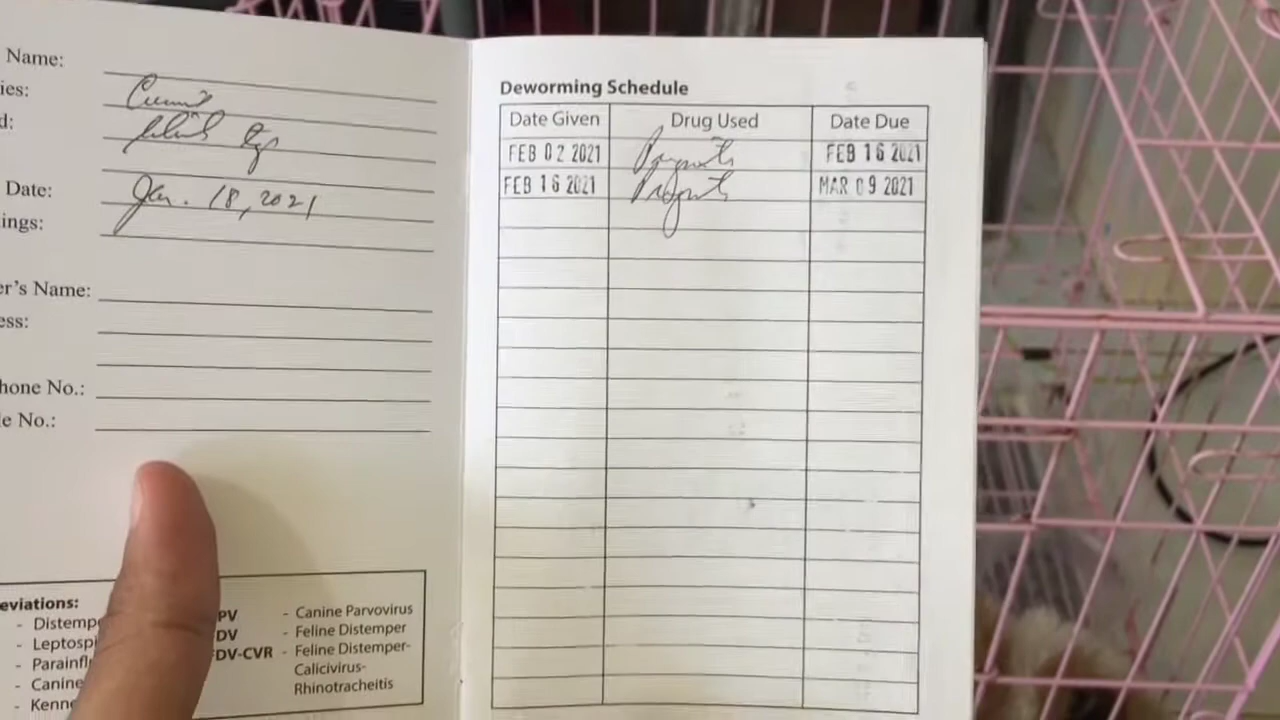 Name:
ies:
d:
Date: Jan. 18, 2021
ings:
er's Name:
ess:
hone No.:
e No.:
eviations:
- Distempe
- Leptospi
- Parainfl
- Canine
- Kenne
PV - Canine Parvovirus
DV - Feline Distemper
FDV-CVR - Feline Distemper-
Calicivirus-
Rhinotracheitis
Deworming Schedule
Date Given Drug Used Date Due
FEB 02 2021 FEB 16 2021
FEB 16 2021 MAR 09 2021